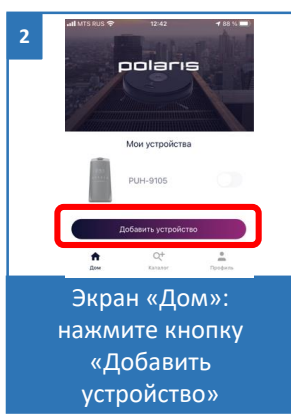 2
MTS RUS 12:42 88 %
polaris
Мои устройства
PUH-9105
Добавить устройство
Дом Каталог Профиль
Экран «Дом»:
нажмите кнопку
«Добавить
устройство»